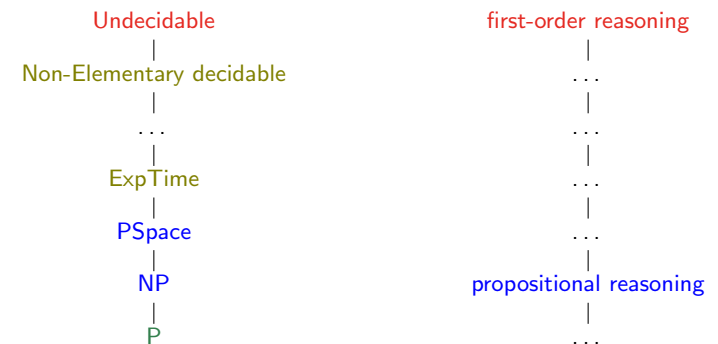 Undecidable first-order reasoning
Non-Elementary decidable ...
... ...
ExpTime ...
PSpace ...
NP propositional reasoning
P ...